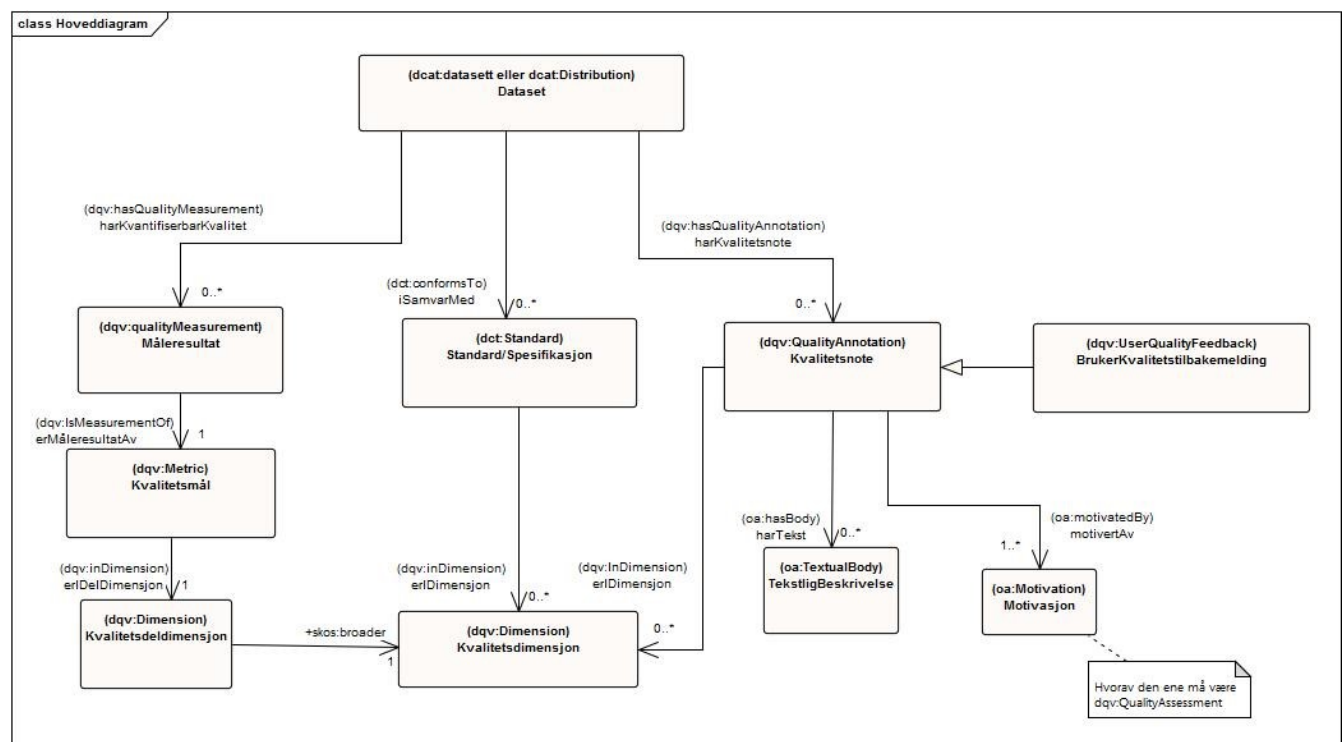 class Hoveddiagram
(dcat:datasett eller dcat:Distribution)
Dataset
(dqv:hasQualityMeasurement)
harKvantifiserbarKvalitet
(dqv:hasQualityAnnotation)
harKvalitetsnote
(dct:conformsTo)
iSamvarMed
0..*
0..*
0..*
(dqv:qualityMeasurement)
Måleresultat
(dct:Standard)
Standard/Spesifikasjon
(dqv:QualityAnnotation)
Kvalitetsnote
(dqv:UserQualityFeedback)
BrukerKvalitetstilbakemelding
(dqv:IsMeasurementOf)
erMåleresultatAv
1
(dqv:Metric)
Kvalitetsmål
(oa:hasBody)
harTekst
0..*
(oa:motivatedBy)
motivertAv
1..*
(dqv:inDimension)
erIDelDimensjon
1
(dqv:inDimension)
erIDimensjon
0..*
(dqv:InDimension)
erIDimensjon
0..*
(oa:TextualBody)
TekstligBeskrivelse
(oa:Motivation)
Motivasjon
(dqv:Dimension)
Kvalitetsdeldimensjon
+skos:broader
1
(dqv:Dimension)
Kvalitetsdimensjon
Hvorav den ene må være
dqv:QualityAssessment